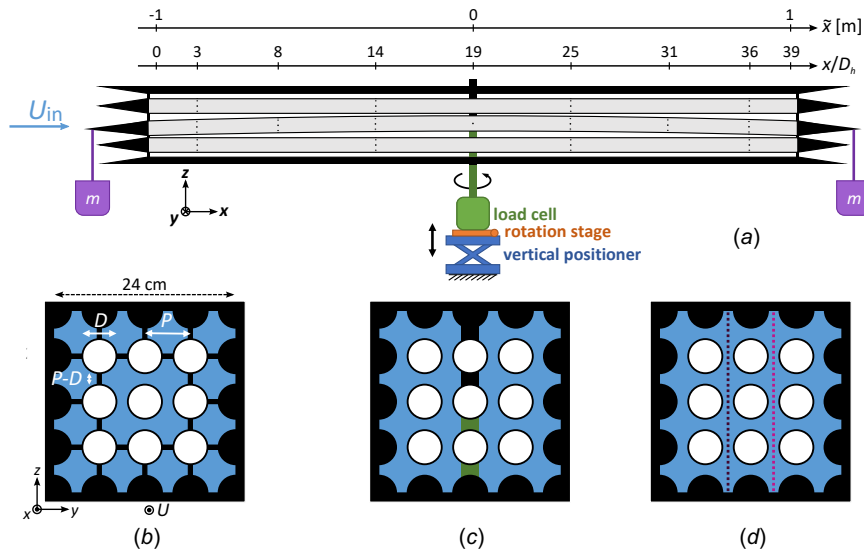 -1 0 1 x̃ [m]
0 3 8 14 19 25 31 36 39 x/D_h
U_in
m m
z
y x
load cell
rotation stage
vertical positioner
(a)
24 cm
D P
P-D
z
x y U
(b) (c) (d)